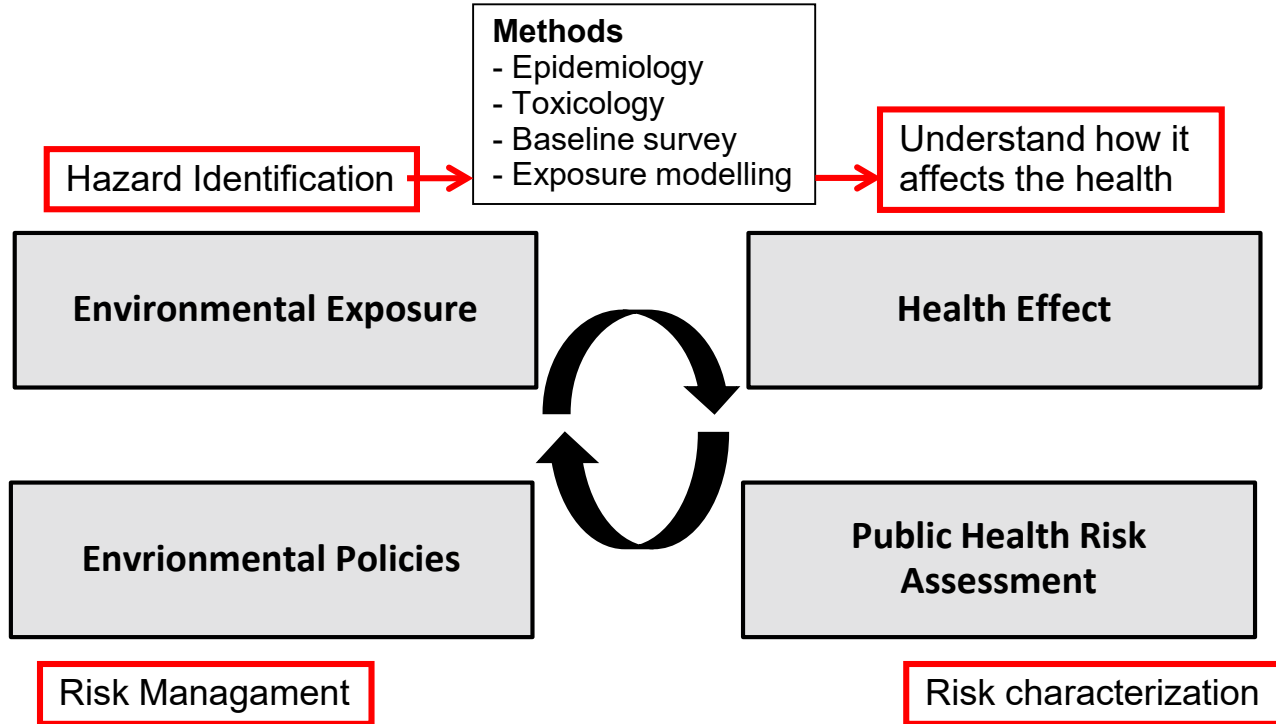 Methods
- Epidemiology
- Toxicology
- Baseline survey
- Exposure modelling
Hazard Identification
Understand how it
affects the health
Environmental Exposure
Health Effect
Envrionmental Policies
Public Health Risk
Assessment
Risk Managament
Risk characterization